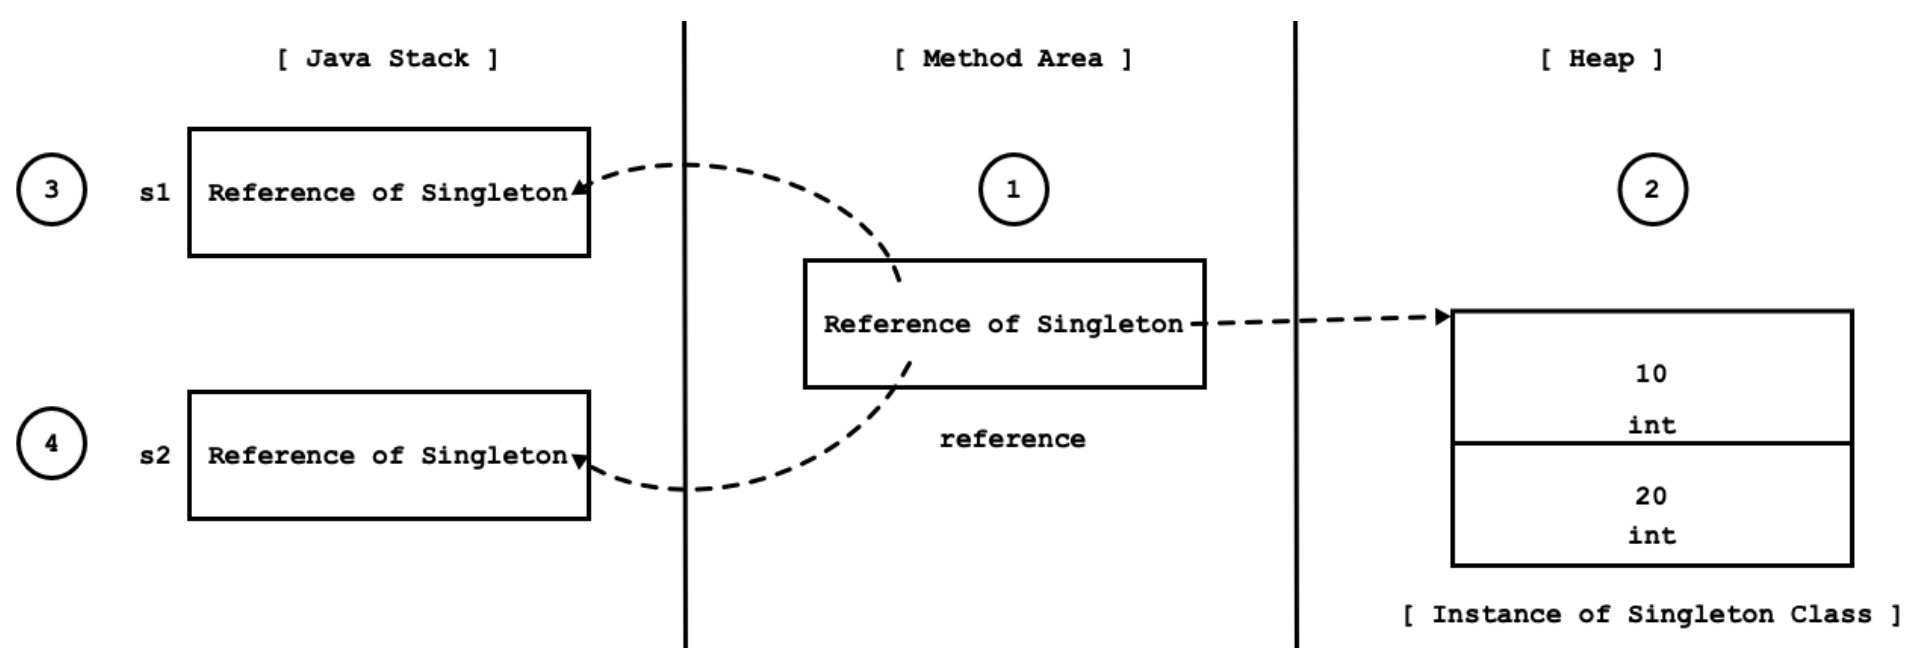 [ Java Stack ]
[ Method Area ]
[ Heap ]
3
s1
Reference of Singleton
1
2
Reference of Singleton
reference
10
int
20
int
4
s2
Reference of Singleton
[ Instance of Singleton Class ]